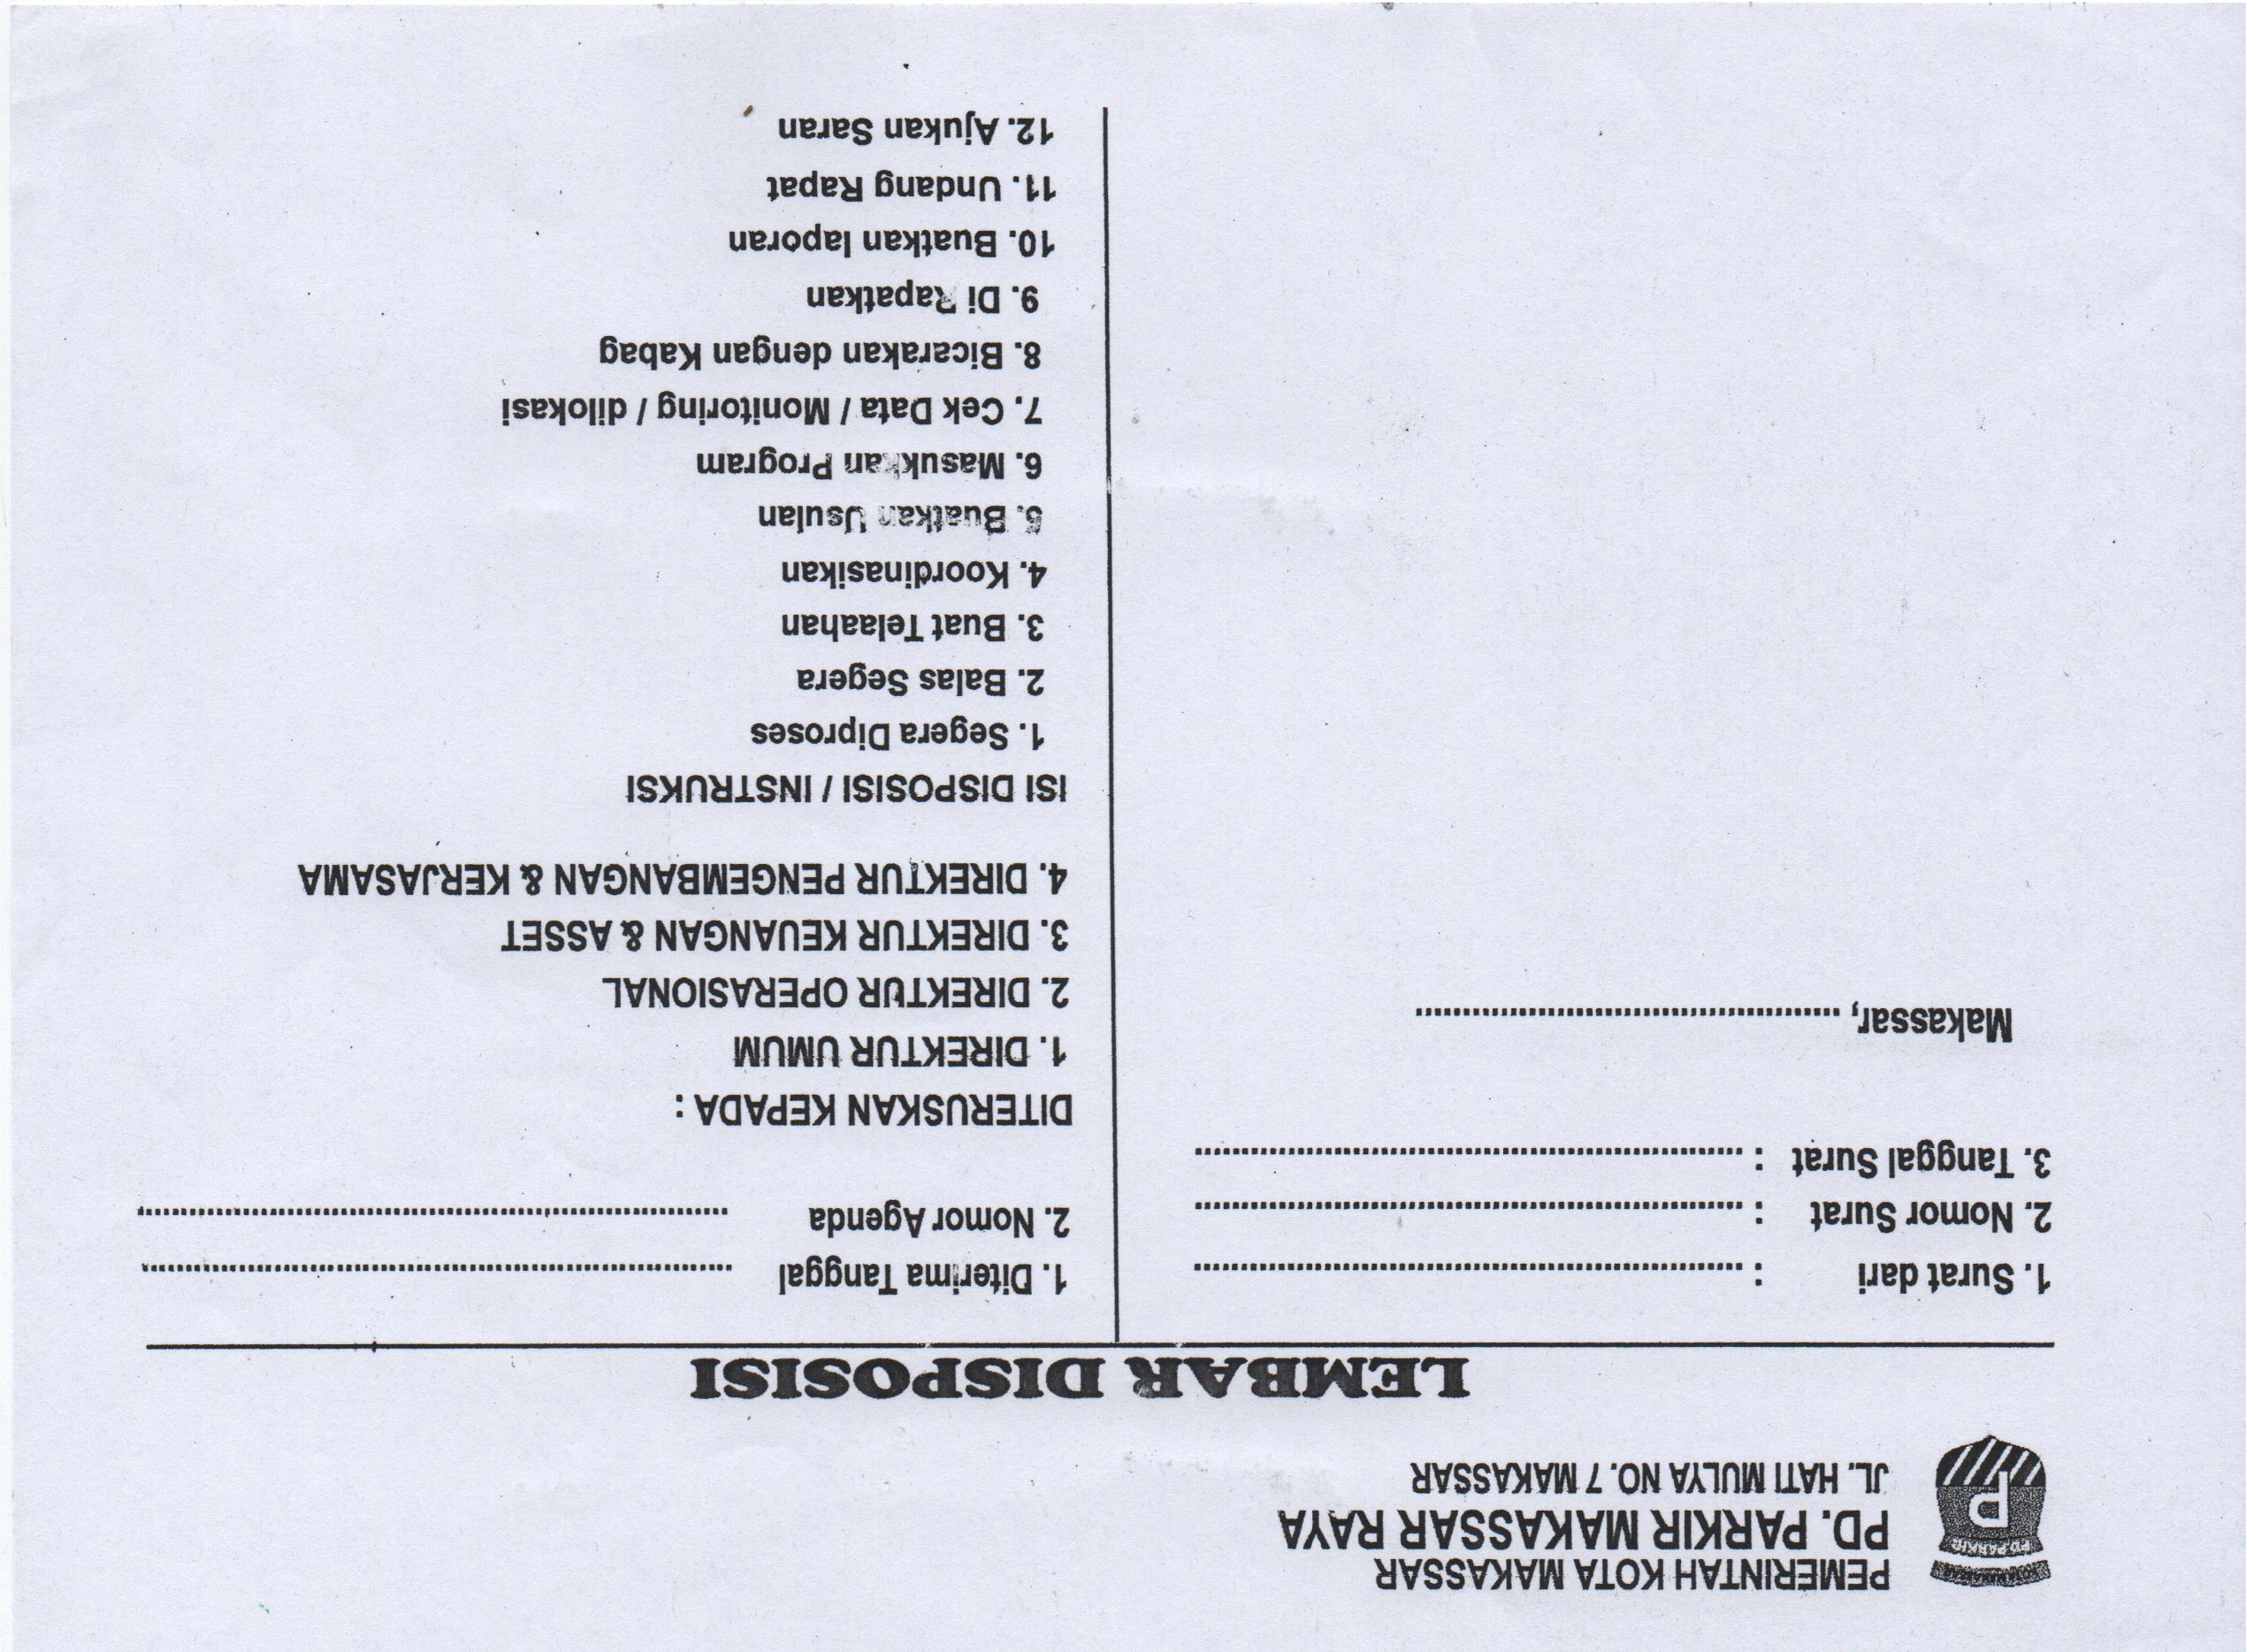 KOTA MAKASSAR
PD.PARKIR
P
PEMERINTAH KOTA MAKASSAR
PD. PARKIR MAKASSAR RAYA
JL. HATI MULYA NO. 7 MAKASSAR
LEMBAR DISPOSISI
1. Surat dari : ..........................................................
2. Nomor Surat : ..........................................................
3. Tanggal Surat : ..........................................................
Makassar, .............................................
1. Diterima Tanggal ..............................................................
2. Nomor Agenda ..............................................................
DITERUSKAN KEPADA :
1. DIREKTUR UMUM
2. DIREKTUR OPERASIONAL
3. DIREKTUR KEUANGAN & ASSET
4. DIREKTUR PENGEMBANGAN & KERJASAMA
ISI DISPOSISI / INSTRUKSI
1. Segera Diproses
2. Balas Segera
3. Buat Telaahan
4. Koordinasikan
5. Buatkan Usulan
6. Masukkan Program
7. Cek Data / Monitoring / dilokasi
8. Bicarakan dengan Kabag
9. Di Rapatkan
10. Buatkan laporan
11. Undang Rapat
12. Ajukan Saran